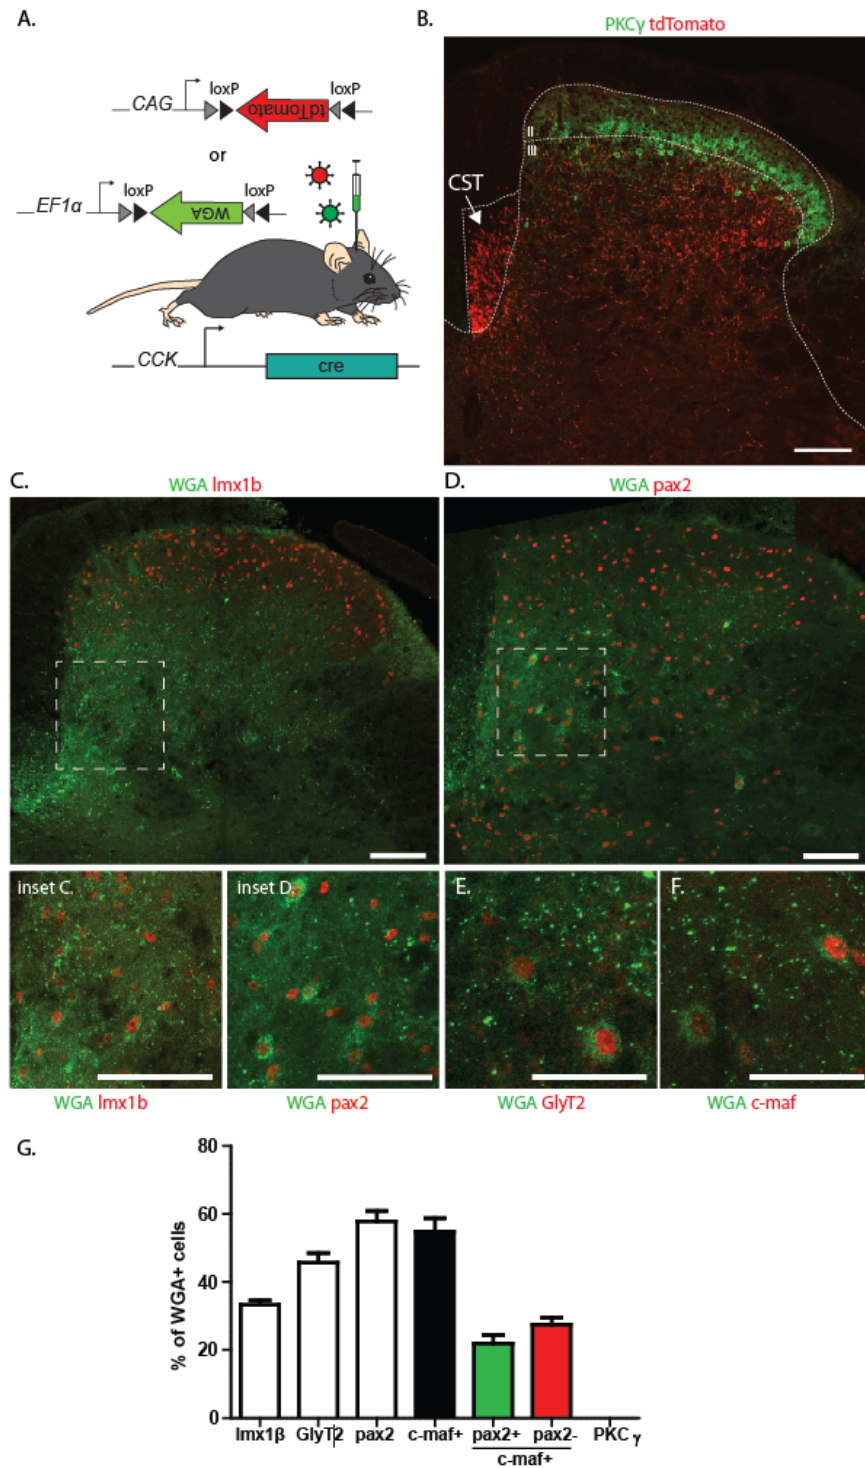 A.
loxP loxP
CAG tdTomato
or
loxP loxP
EF1α WGA
CCK cre
B.
PKCγ tdTomato
II
III
CST
C.
WGA lmx1b
D.
WGA pax2
inset C.
inset D.
E.
F.
WGA lmx1b
WGA pax2
WGA GlyT2
WGA c-maf
G.
% of WGA+ cells
80
60
40
20
0
lmx1β GlyT2 pax2 c-maf+ pax2+ pax2- PKC γ
c-maf+